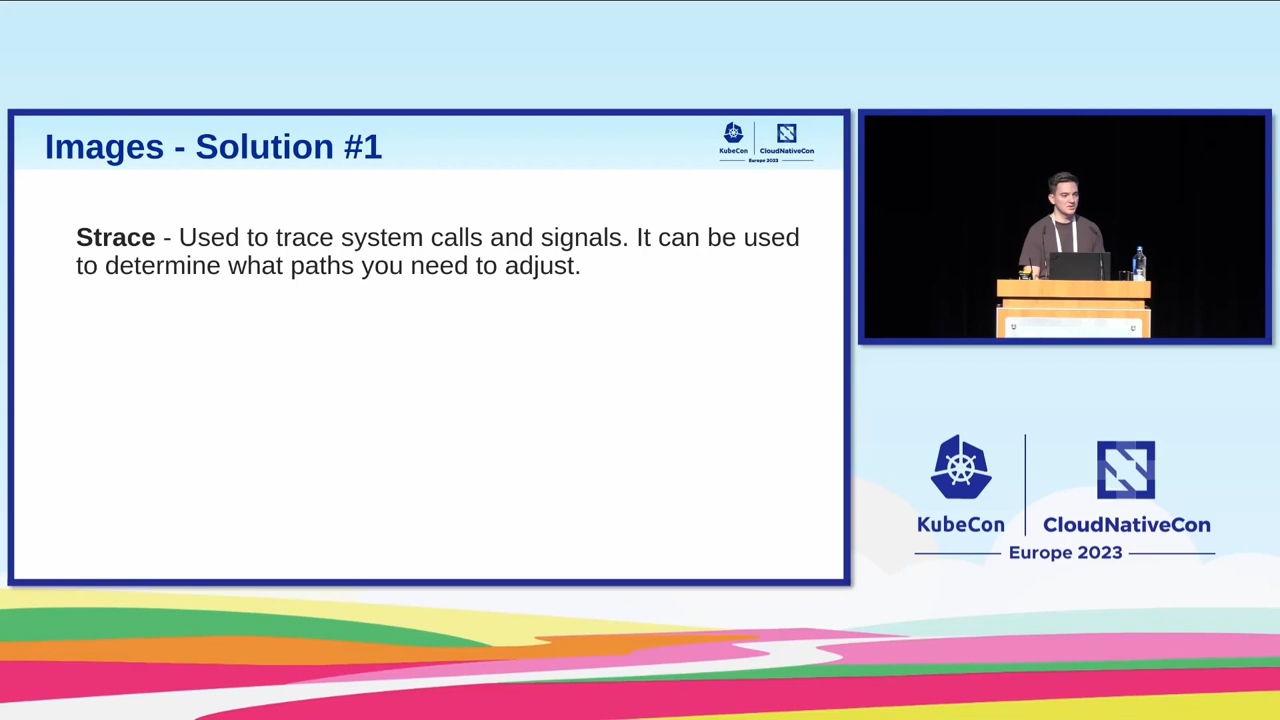 Images - Solution #1
KubeCon
CloudNativeCon
Europe 2023
Strace - Used to trace system calls and signals. It can be used
to determine what paths you need to adjust.
KubeCon
CloudNativeCon
Europe 2023